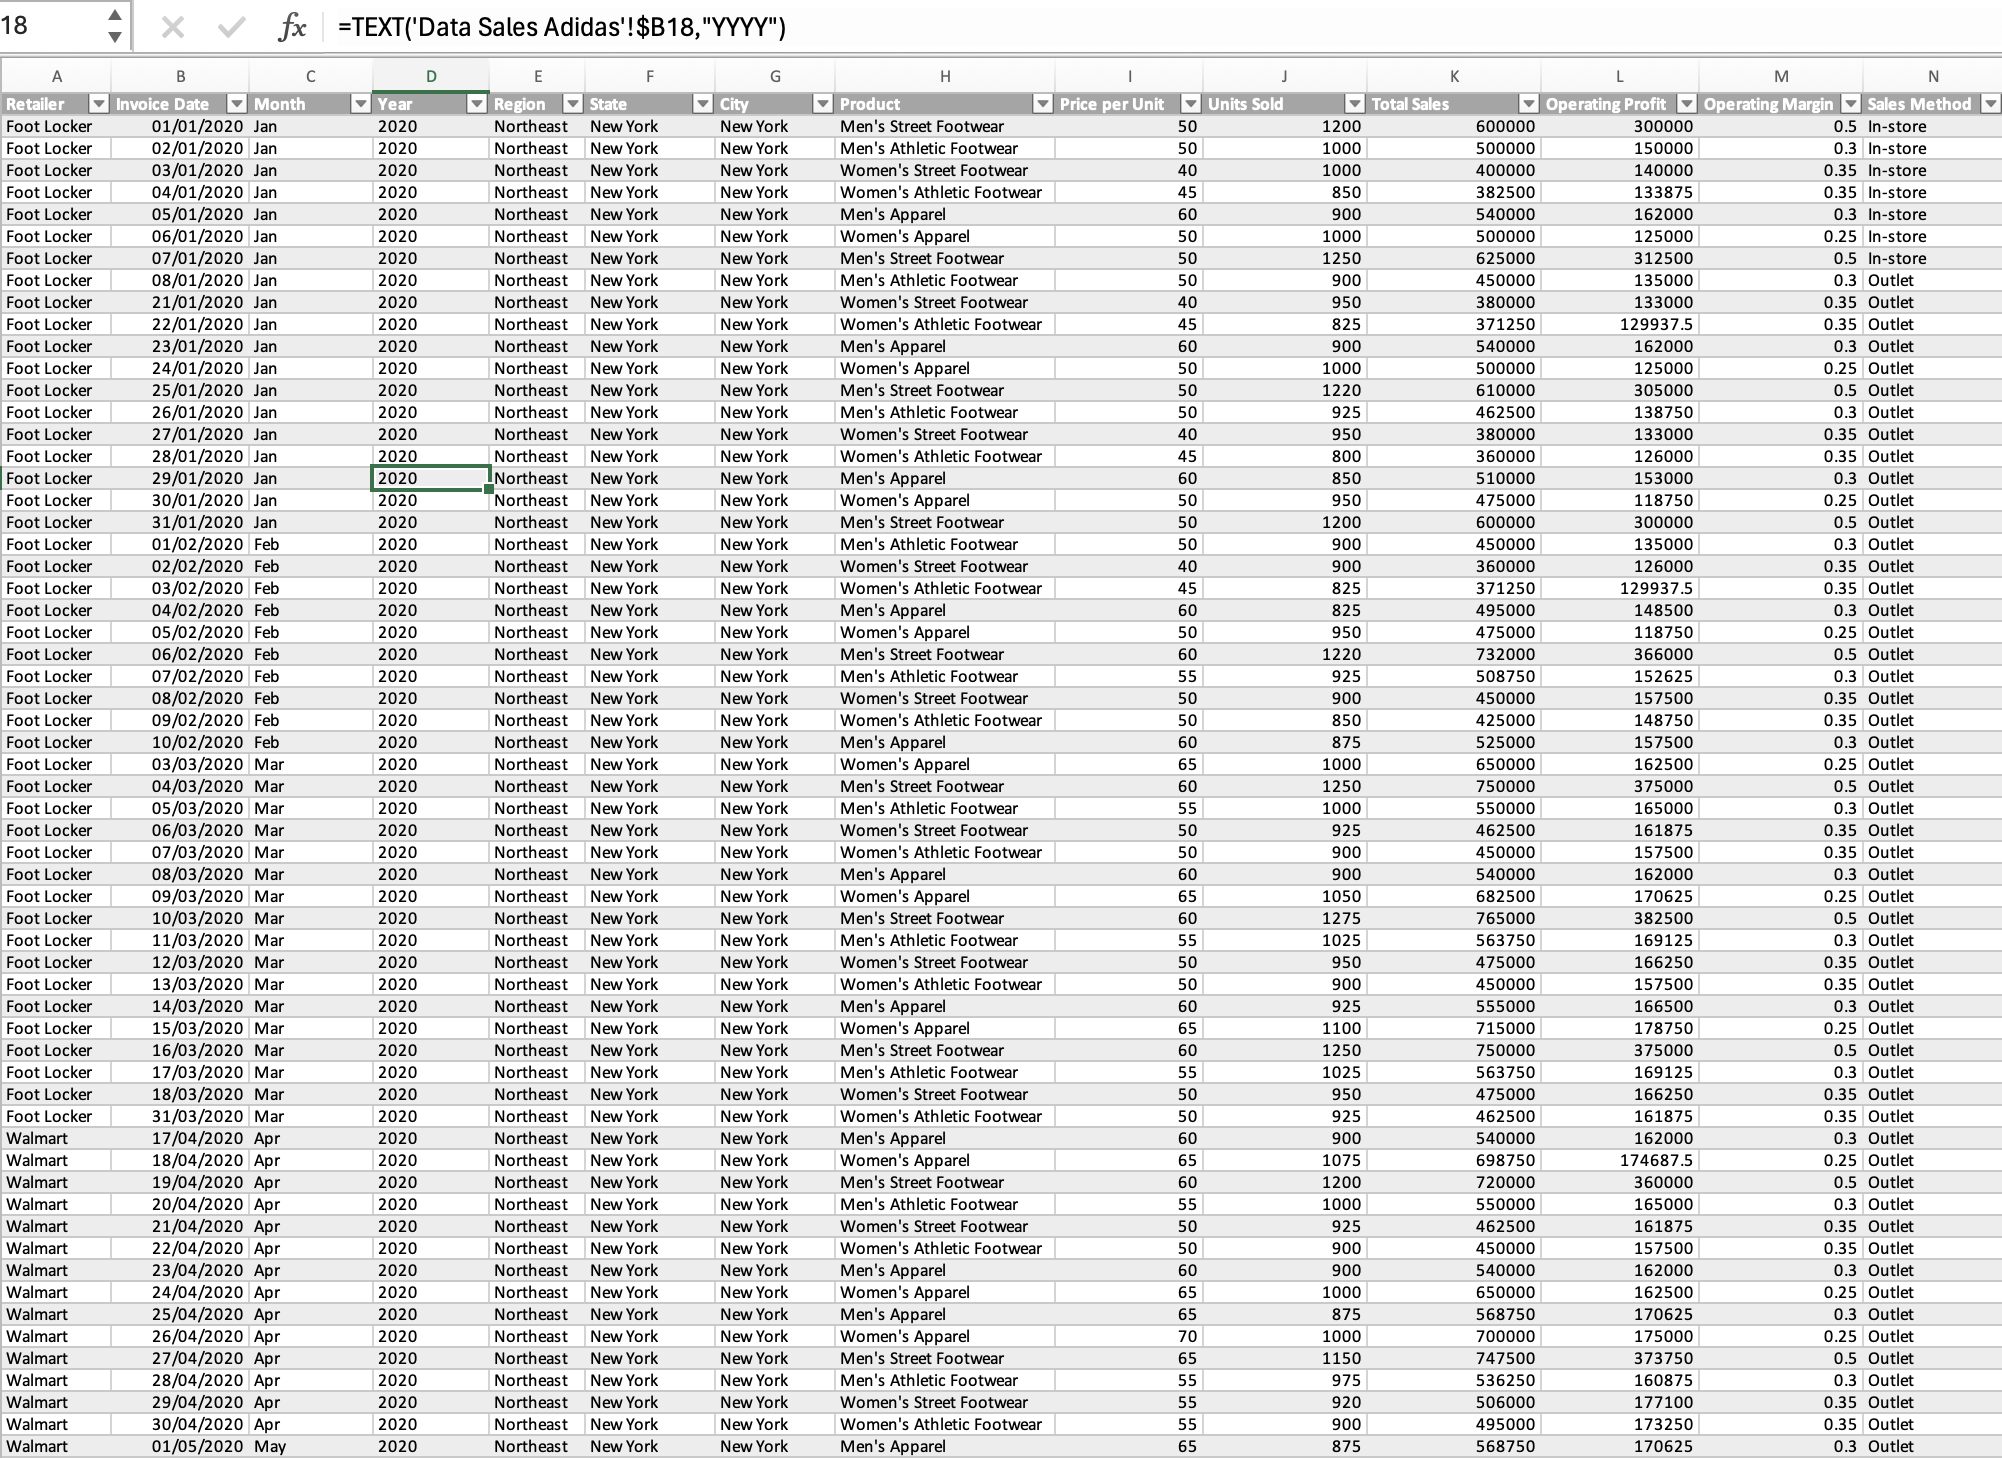 18 fx =TEXT('Data Sales Adidas'!$B18,"YYYY")
A B C D E F G H I J K L M N
Retailer Invoice Date Month Year Region State City Product Price per Unit Units Sold Total Sales Operating Profit Operating Margin Sales Method
Foot Locker 01/01/2020 Jan 2020 Northeast New York New York Men's Street Footwear 50 1200 600000 300000 0.5 In-store
Foot Locker 02/01/2020 Jan 2020 Northeast New York New York Men's Athletic Footwear 50 1000 500000 150000 0.3 In-store
Foot Locker 03/01/2020 Jan 2020 Northeast New York New York Women's Street Footwear 40 1000 400000 140000 0.35 In-store
Foot Locker 04/01/2020 Jan 2020 Northeast New York New York Women's Athletic Footwear 45 850 382500 133875 0.35 In-store
Foot Locker 05/01/2020 Jan 2020 Northeast New York New York Men's Apparel 60 900 540000 162000 0.3 In-store
Foot Locker 06/01/2020 Jan 2020 Northeast New York New York Women's Apparel 50 1000 500000 125000 0.25 In-store
Foot Locker 07/01/2020 Jan 2020 Northeast New York New York Men's Street Footwear 50 1250 625000 312500 0.5 In-store
Foot Locker 08/01/2020 Jan 2020 Northeast New York New York Men's Athletic Footwear 50 900 450000 135000 0.3 Outlet
Foot Locker 21/01/2020 Jan 2020 Northeast New York New York Women's Street Footwear 40 950 380000 133000 0.35 Outlet
Foot Locker 22/01/2020 Jan 2020 Northeast New York New York Women's Athletic Footwear 45 825 371250 129937.5 0.35 Outlet
Foot Locker 23/01/2020 Jan 2020 Northeast New York New York Men's Apparel 60 900 540000 162000 0.3 Outlet
Foot Locker 24/01/2020 Jan 2020 Northeast New York New York Women's Apparel 50 1000 500000 125000 0.25 Outlet
Foot Locker 25/01/2020 Jan 2020 Northeast New York New York Men's Street Footwear 50 1220 610000 305000 0.5 Outlet
Foot Locker 26/01/2020 Jan 2020 Northeast New York New York Men's Athletic Footwear 50 925 462500 138750 0.3 Outlet
Foot Locker 27/01/2020 Jan 2020 Northeast New York New York Women's Street Footwear 40 950 380000 133000 0.35 Outlet
Foot Locker 28/01/2020 Jan 2020 Northeast New York New York Women's Athletic Footwear 45 800 360000 126000 0.35 Outlet
Foot Locker 29/01/2020 Jan 2020 Northeast New York New York Men's Apparel 60 850 510000 153000 0.3 Outlet
Foot Locker 30/01/2020 Jan 2020 Northeast New York New York Women's Apparel 50 950 475000 118750 0.25 Outlet
Foot Locker 31/01/2020 Jan 2020 Northeast New York New York Men's Street Footwear 50 1200 600000 300000 0.5 Outlet
Foot Locker 01/02/2020 Feb 2020 Northeast New York New York Men's Athletic Footwear 50 900 450000 135000 0.3 Outlet
Foot Locker 02/02/2020 Feb 2020 Northeast New York New York Women's Street Footwear 40 900 360000 126000 0.35 Outlet
Foot Locker 03/02/2020 Feb 2020 Northeast New York New York Women's Athletic Footwear 45 825 371250 129937.5 0.35 Outlet
Foot Locker 04/02/2020 Feb 2020 Northeast New York New York Men's Apparel 60 825 495000 148500 0.3 Outlet
Foot Locker 05/02/2020 Feb 2020 Northeast New York New York Women's Apparel 50 950 475000 118750 0.25 Outlet
Foot Locker 06/02/2020 Feb 2020 Northeast New York New York Men's Street Footwear 60 1220 732000 366000 0.5 Outlet
Foot Locker 07/02/2020 Feb 2020 Northeast New York New York Men's Athletic Footwear 55 925 508750 152625 0.3 Outlet
Foot Locker 08/02/2020 Feb 2020 Northeast New York New York Women's Street Footwear 50 900 450000 157500 0.35 Outlet
Foot Locker 09/02/2020 Feb 2020 Northeast New York New York Women's Athletic Footwear 50 850 425000 148750 0.35 Outlet
Foot Locker 10/02/2020 Feb 2020 Northeast New York New York Men's Apparel 60 875 525000 157500 0.3 Outlet
Foot Locker 03/03/2020 Mar 2020 Northeast New York New York Women's Apparel 65 1000 650000 162500 0.25 Outlet
Foot Locker 04/03/2020 Mar 2020 Northeast New York New York Men's Street Footwear 60 1250 750000 375000 0.5 Outlet
Foot Locker 05/03/2020 Mar 2020 Northeast New York New York Men's Athletic Footwear 55 1000 550000 165000 0.3 Outlet
Foot Locker 06/03/2020 Mar 2020 Northeast New York New York Women's Street Footwear 50 925 462500 161875 0.35 Outlet
Foot Locker 07/03/2020 Mar 2020 Northeast New York New York Women's Athletic Footwear 50 900 450000 157500 0.35 Outlet
Foot Locker 08/03/2020 Mar 2020 Northeast New York New York Men's Apparel 60 900 540000 162000 0.3 Outlet
Foot Locker 09/03/2020 Mar 2020 Northeast New York New York Women's Apparel 65 1050 682500 170625 0.25 Outlet
Foot Locker 10/03/2020 Mar 2020 Northeast New York New York Men's Street Footwear 60 1275 765000 382500 0.5 Outlet
Foot Locker 11/03/2020 Mar 2020 Northeast New York New York Men's Athletic Footwear 55 1025 563750 169125 0.3 Outlet
Foot Locker 12/03/2020 Mar 2020 Northeast New York New York Women's Street Footwear 50 950 475000 166250 0.35 Outlet
Foot Locker 13/03/2020 Mar 2020 Northeast New York New York Women's Athletic Footwear 50 900 450000 157500 0.35 Outlet
Foot Locker 14/03/2020 Mar 2020 Northeast New York New York Men's Apparel 60 925 555000 166500 0.3 Outlet
Foot Locker 15/03/2020 Mar 2020 Northeast New York New York Women's Apparel 65 1100 715000 178750 0.25 Outlet
Foot Locker 16/03/2020 Mar 2020 Northeast New York New York Men's Street Footwear 60 1250 750000 375000 0.5 Outlet
Foot Locker 17/03/2020 Mar 2020 Northeast New York New York Men's Athletic Footwear 55 1025 563750 169125 0.3 Outlet
Foot Locker 18/03/2020 Mar 2020 Northeast New York New York Women's Street Footwear 50 950 475000 166250 0.35 Outlet
Foot Locker 31/03/2020 Mar 2020 Northeast New York New York Women's Athletic Footwear 50 925 462500 161875 0.35 Outlet
Walmart 17/04/2020 Apr 2020 Northeast New York New York Men's Apparel 60 900 540000 162000 0.3 Outlet
Walmart 18/04/2020 Apr 2020 Northeast New York New York Women's Apparel 65 1075 698750 174687.5 0.25 Outlet
Walmart 19/04/2020 Apr 2020 Northeast New York New York Men's Street Footwear 60 1200 720000 360000 0.5 Outlet
Walmart 20/04/2020 Apr 2020 Northeast New York New York Men's Athletic Footwear 55 1000 550000 165000 0.3 Outlet
Walmart 21/04/2020 Apr 2020 Northeast New York New York Women's Street Footwear 50 925 462500 161875 0.35 Outlet
Walmart 22/04/2020 Apr 2020 Northeast New York New York Women's Athletic Footwear 50 900 450000 157500 0.35 Outlet
Walmart 23/04/2020 Apr 2020 Northeast New York New York Men's Apparel 60 900 540000 162000 0.3 Outlet
Walmart 24/04/2020 Apr 2020 Northeast New York New York Women's Apparel 65 1000 650000 162500 0.25 Outlet
Walmart 25/04/2020 Apr 2020 Northeast New York New York Men's Apparel 65 875 568750 170625 0.3 Outlet
Walmart 26/04/2020 Apr 2020 Northeast New York New York Women's Apparel 70 1000 700000 175000 0.25 Outlet
Walmart 27/04/2020 Apr 2020 Northeast New York New York Men's Street Footwear 65 1150 747500 373750 0.5 Outlet
Walmart 28/04/2020 Apr 2020 Northeast New York New York Men's Athletic Footwear 55 975 536250 160875 0.3 Outlet
Walmart 29/04/2020 Apr 2020 Northeast New York New York Women's Street Footwear 55 920 506000 177100 0.35 Outlet
Walmart 30/04/2020 Apr 2020 Northeast New York New York Women's Athletic Footwear 55 900 495000 173250 0.35 Outlet
Walmart 01/05/2020 May 2020 Northeast New York New York Men's Apparel 65 875 568750 170625 0.3 Outlet